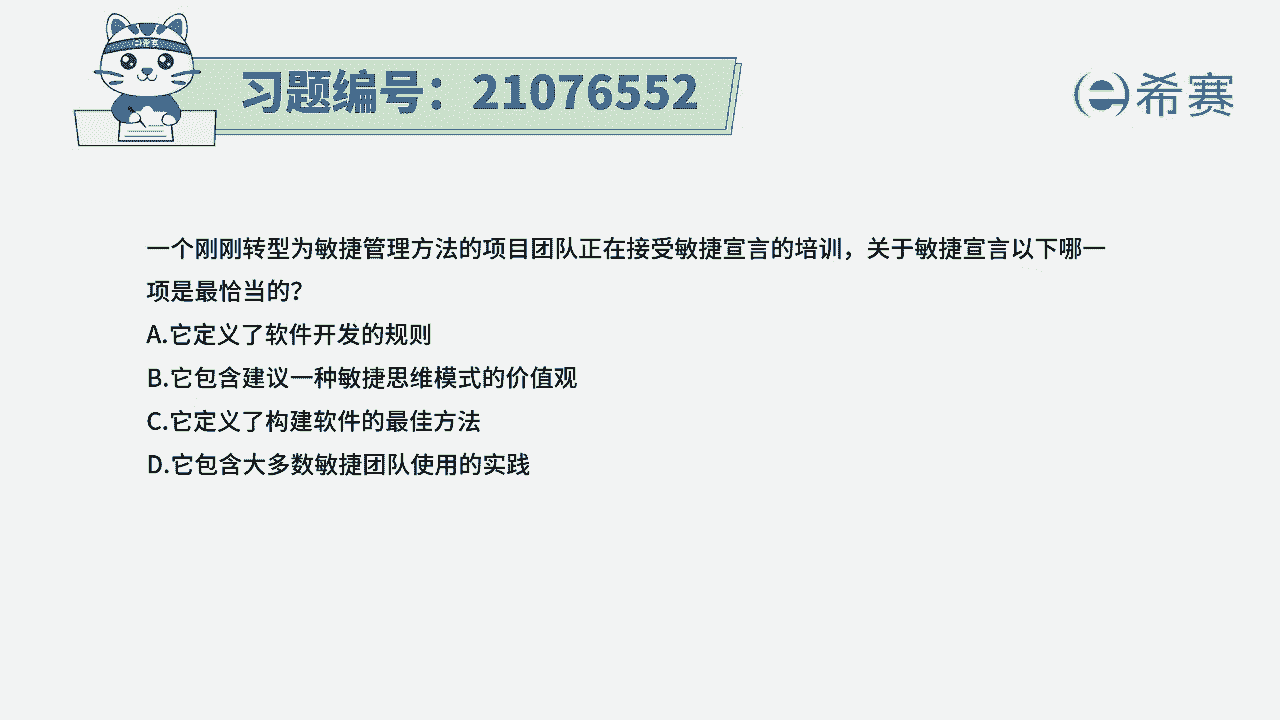 习题编号：21076552
希赛
一个刚刚转型为敏捷管理方法的项目团队正在接受敏捷宣言的培训，关于敏捷宣言以下哪一
项是最恰当的？
A.它定义了软件开发的规则
B.它包含建议一种敏捷思维模式的价值观
C.它定义了构建软件的最佳方法
D.它包含大多数敏捷团队使用的实践